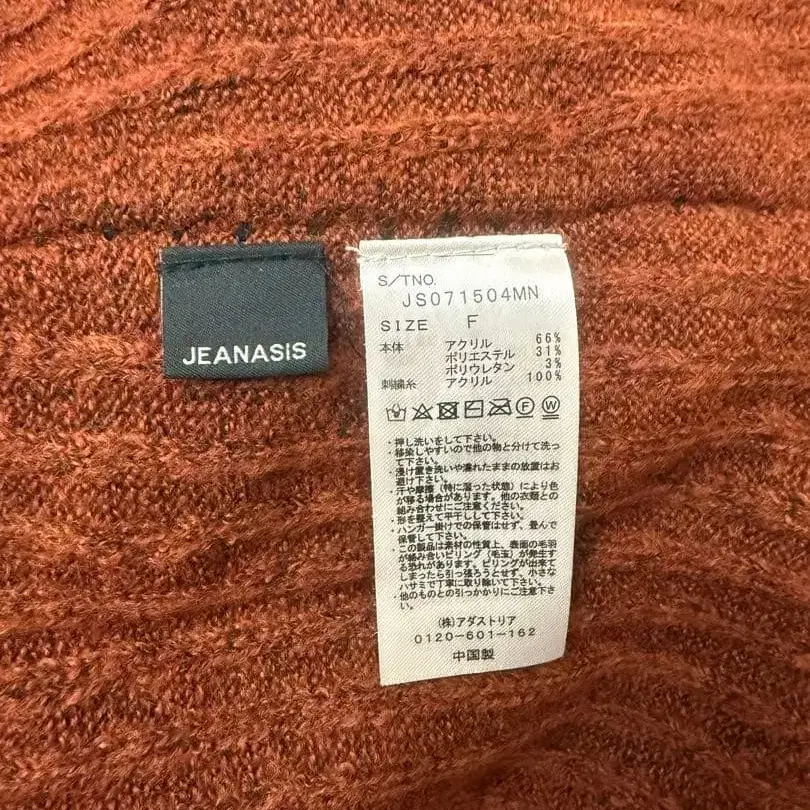 JEANASIS
S/TNO.
JS071504MN
SIZE F
本体 アクリル 66%
ポリエステル 31%
ポリウレタン 3%
刺繍糸 アクリル 100%
・押し洗いをして下さい。
・移染しやすいので他の物と分けて洗っ
て下さい。
・浸け置き洗いや濡れたままの放置はお
避け下さい。
・汗や摩擦（特に湿った状態）により色
が移る場合があります。他の衣類との
組み合わせにご注意ください。
・形を整えて平干しして下さい。
・ハンガー掛けでの保管はせず、畳んで
保管して下さい。
・この製品は素材の性質上、表面の毛羽
が絡み合いピリング（毛玉）が発生す
る恐れがあります。ピリングが出来て
しまったら引っ張ろうとせず、小さな
ハサミで丁寧に取り除いて下さい。
・他のものとの引っかかりにご注意下さ
い。
(株)アダストリア
0120-601-162
中国製